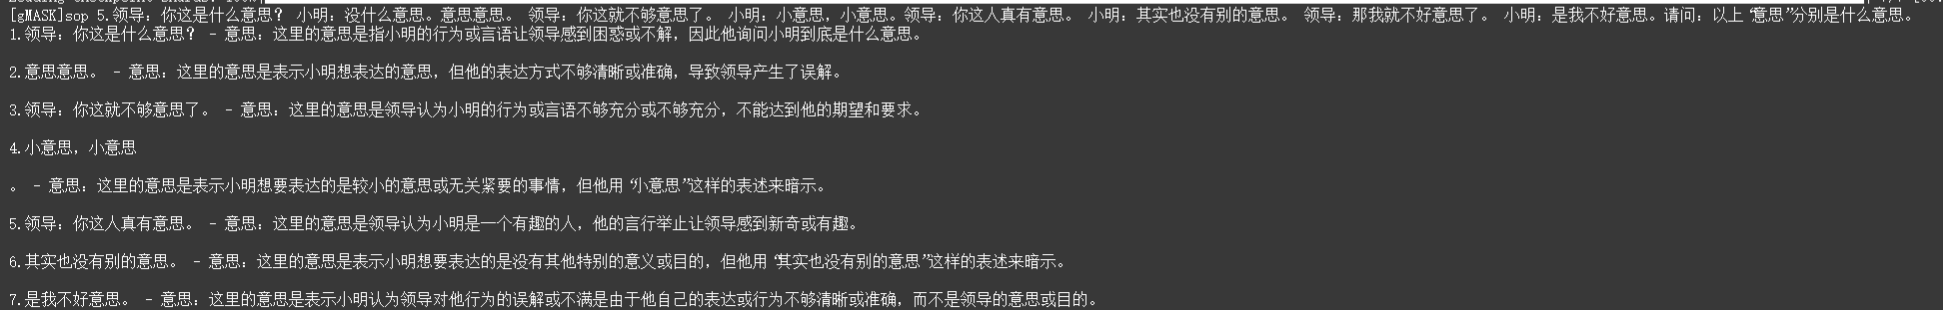 [gMASK]sop 5.领导：你这是什么意思？ 小明：没什么意思。意思意思。 领导：你这就不够意思了。 小明：小意思，小意思。领导：你这人真有意思。 小明：其实也没有别的意思。 领导：那我就不好意思了。 小明：是我不好意思。请问：以上“意思”分别是什么意思。
1.领导：你这是什么意思？ - 意思：这里的意思是指小明的行为或言语让领导感到困惑或不解，因此他询问小明到底是什么意思。
2.意思意思。 - 意思：这里的意思是表示小明想表达的意思，但他的表达方式不够清晰或准确，导致领导产生了误解。
3.领导：你这就不够意思了。 - 意思：这里的意思是领导认为小明的行为或言语不够充分或不够充分，不能达到他的期望和要求。
4.小意思，小意思
。 - 意思：这里的意思是表示小明想要表达的是较小的意思或无关紧要的事情，但他用“小意思”这样的表述来暗示。
5.领导：你这人真有意思。 - 意思：这里的意思是领导认为小明是一个有趣的人，他的言行举止让领导感到新奇或有趣。
6.其实也没有别的意思。 - 意思：这里的意思是表示小明想要表达的是没有其他特别的意义或目的，但他用“其实也没有别的意思”这样的表述来暗示。
7.是我不好意思。 - 意思：这里的意思是表示小明认为领导对他行为的误解或不满是由于他自己的表达或行为不够清晰或准确，而不是领导的意思或目的。